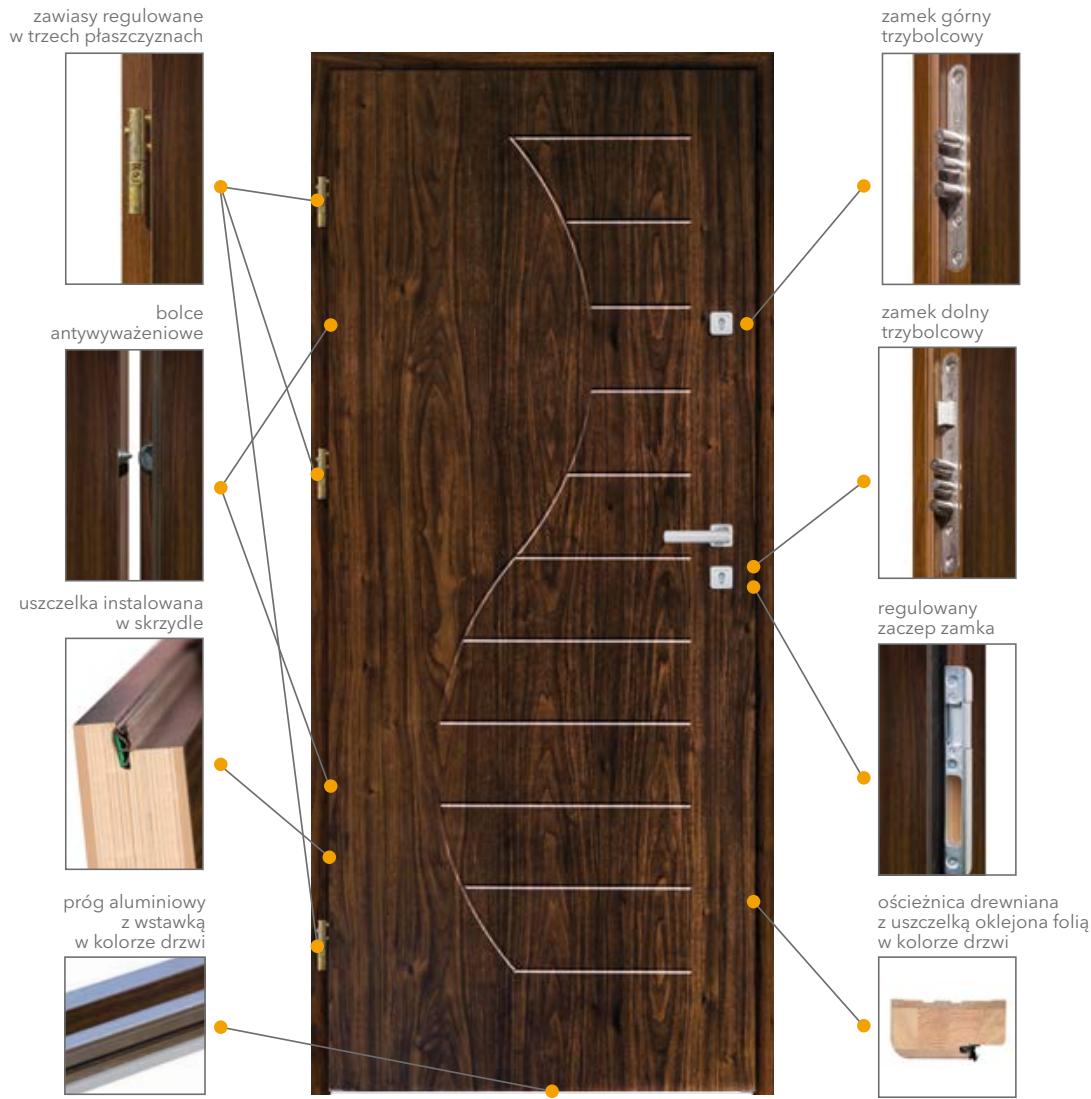 zawiasy regulowane
w trzech płaszczyznach
bolce
antywyważeniowe
uszczelka instalowana
w skrzydle
próg aluminiowy
z wstawką
w kolorze drzwi
zamek górny
trzybolcowy
zamek dolny
trzybolcowy
regulowany
zaczep zamka
ościeżnica drewniana
z uszczelką oklejona folią
w kolorze drzwi